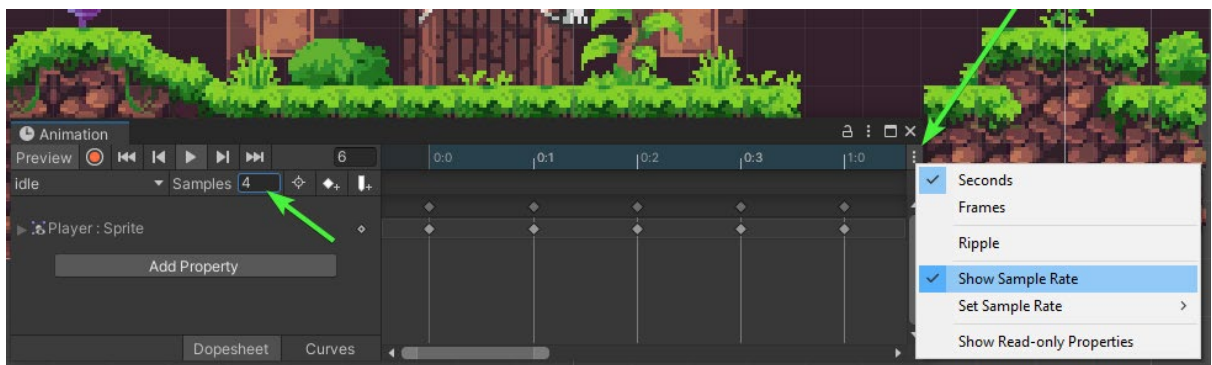 Animation
Preview 6 0:0 0:1 0:2 0:3 1:0
idle Samples 4
Player : Sprite
Add Property
Dopesheet Curves
Seconds
Frames
Ripple
Show Sample Rate
Set Sample Rate
Show Read-only Properties